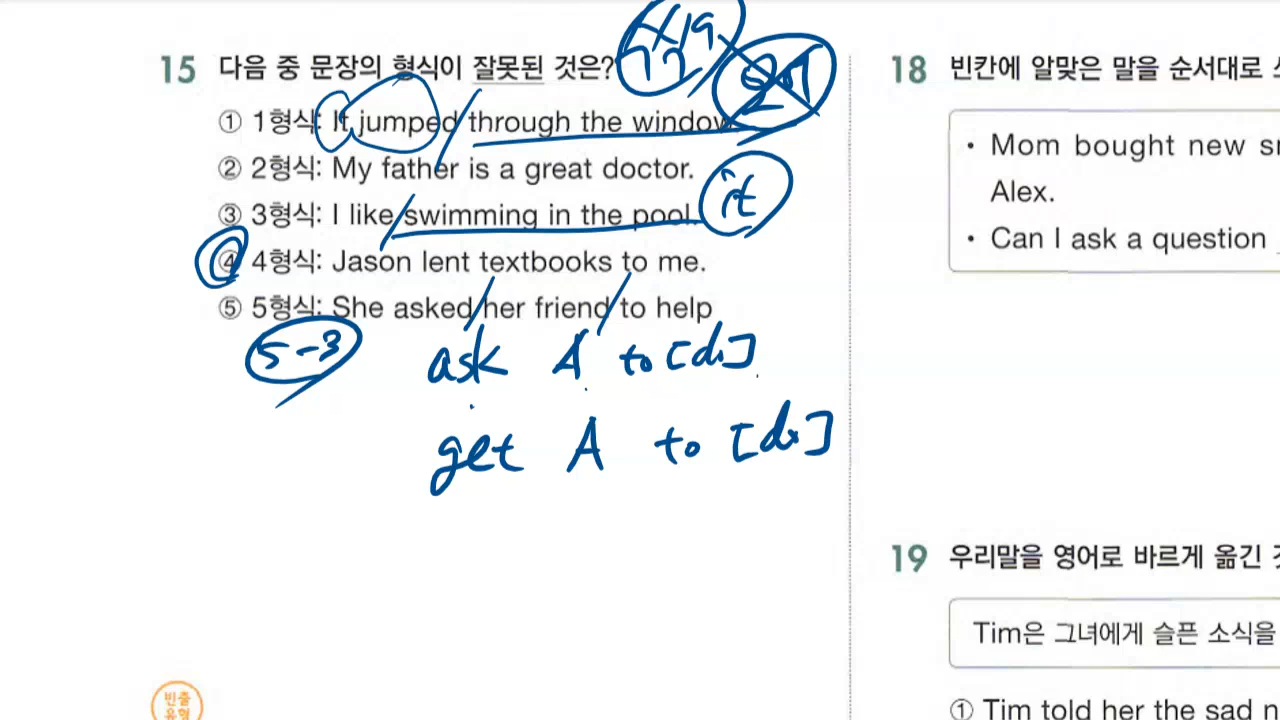 15 다음 중 문장의 형식이 잘못된 것은?
① 1형식: It jumped through the window.
② 2형식: My father is a great doctor.
③ 3형식: I like swimming in the pool.
it
④ 4형식: Jason lent textbooks to me.
⑤ 5형식: She asked her friend to help
5-3
ask A to [do]
get A to [do]
빈출
유형
18 빈칸에 알맞은 말을 순서대로
• Mom bought new
Alex.
• Can I ask a question
19 우리말을 영어로 바르게 옮긴
Tim은 그녀에게 슬픈 소식을
① Tim told her the sad